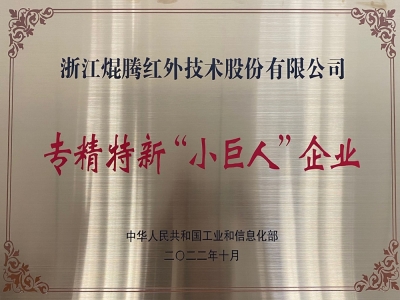 浙江焜腾红外技术股份有限公司
专精特新“小巨人”企业
中华人民共和国工业和信息化部
二〇二二年十月